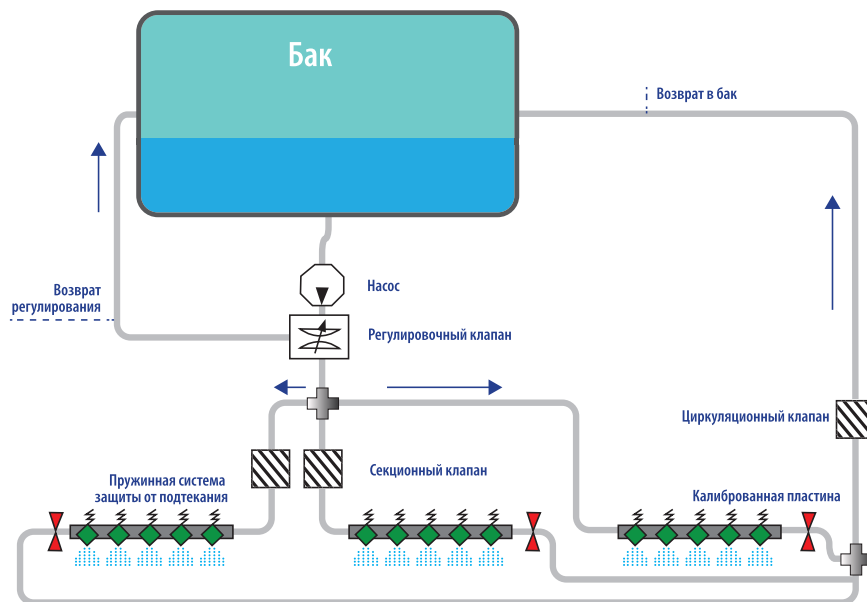 Бак
Возврат в бак
Возврат
регулирования
Насос
Регулировочный клапан
Циркуляционный клапан
Пружинная система
защиты от подтекания
Секционный клапан
Калиброванная пластина